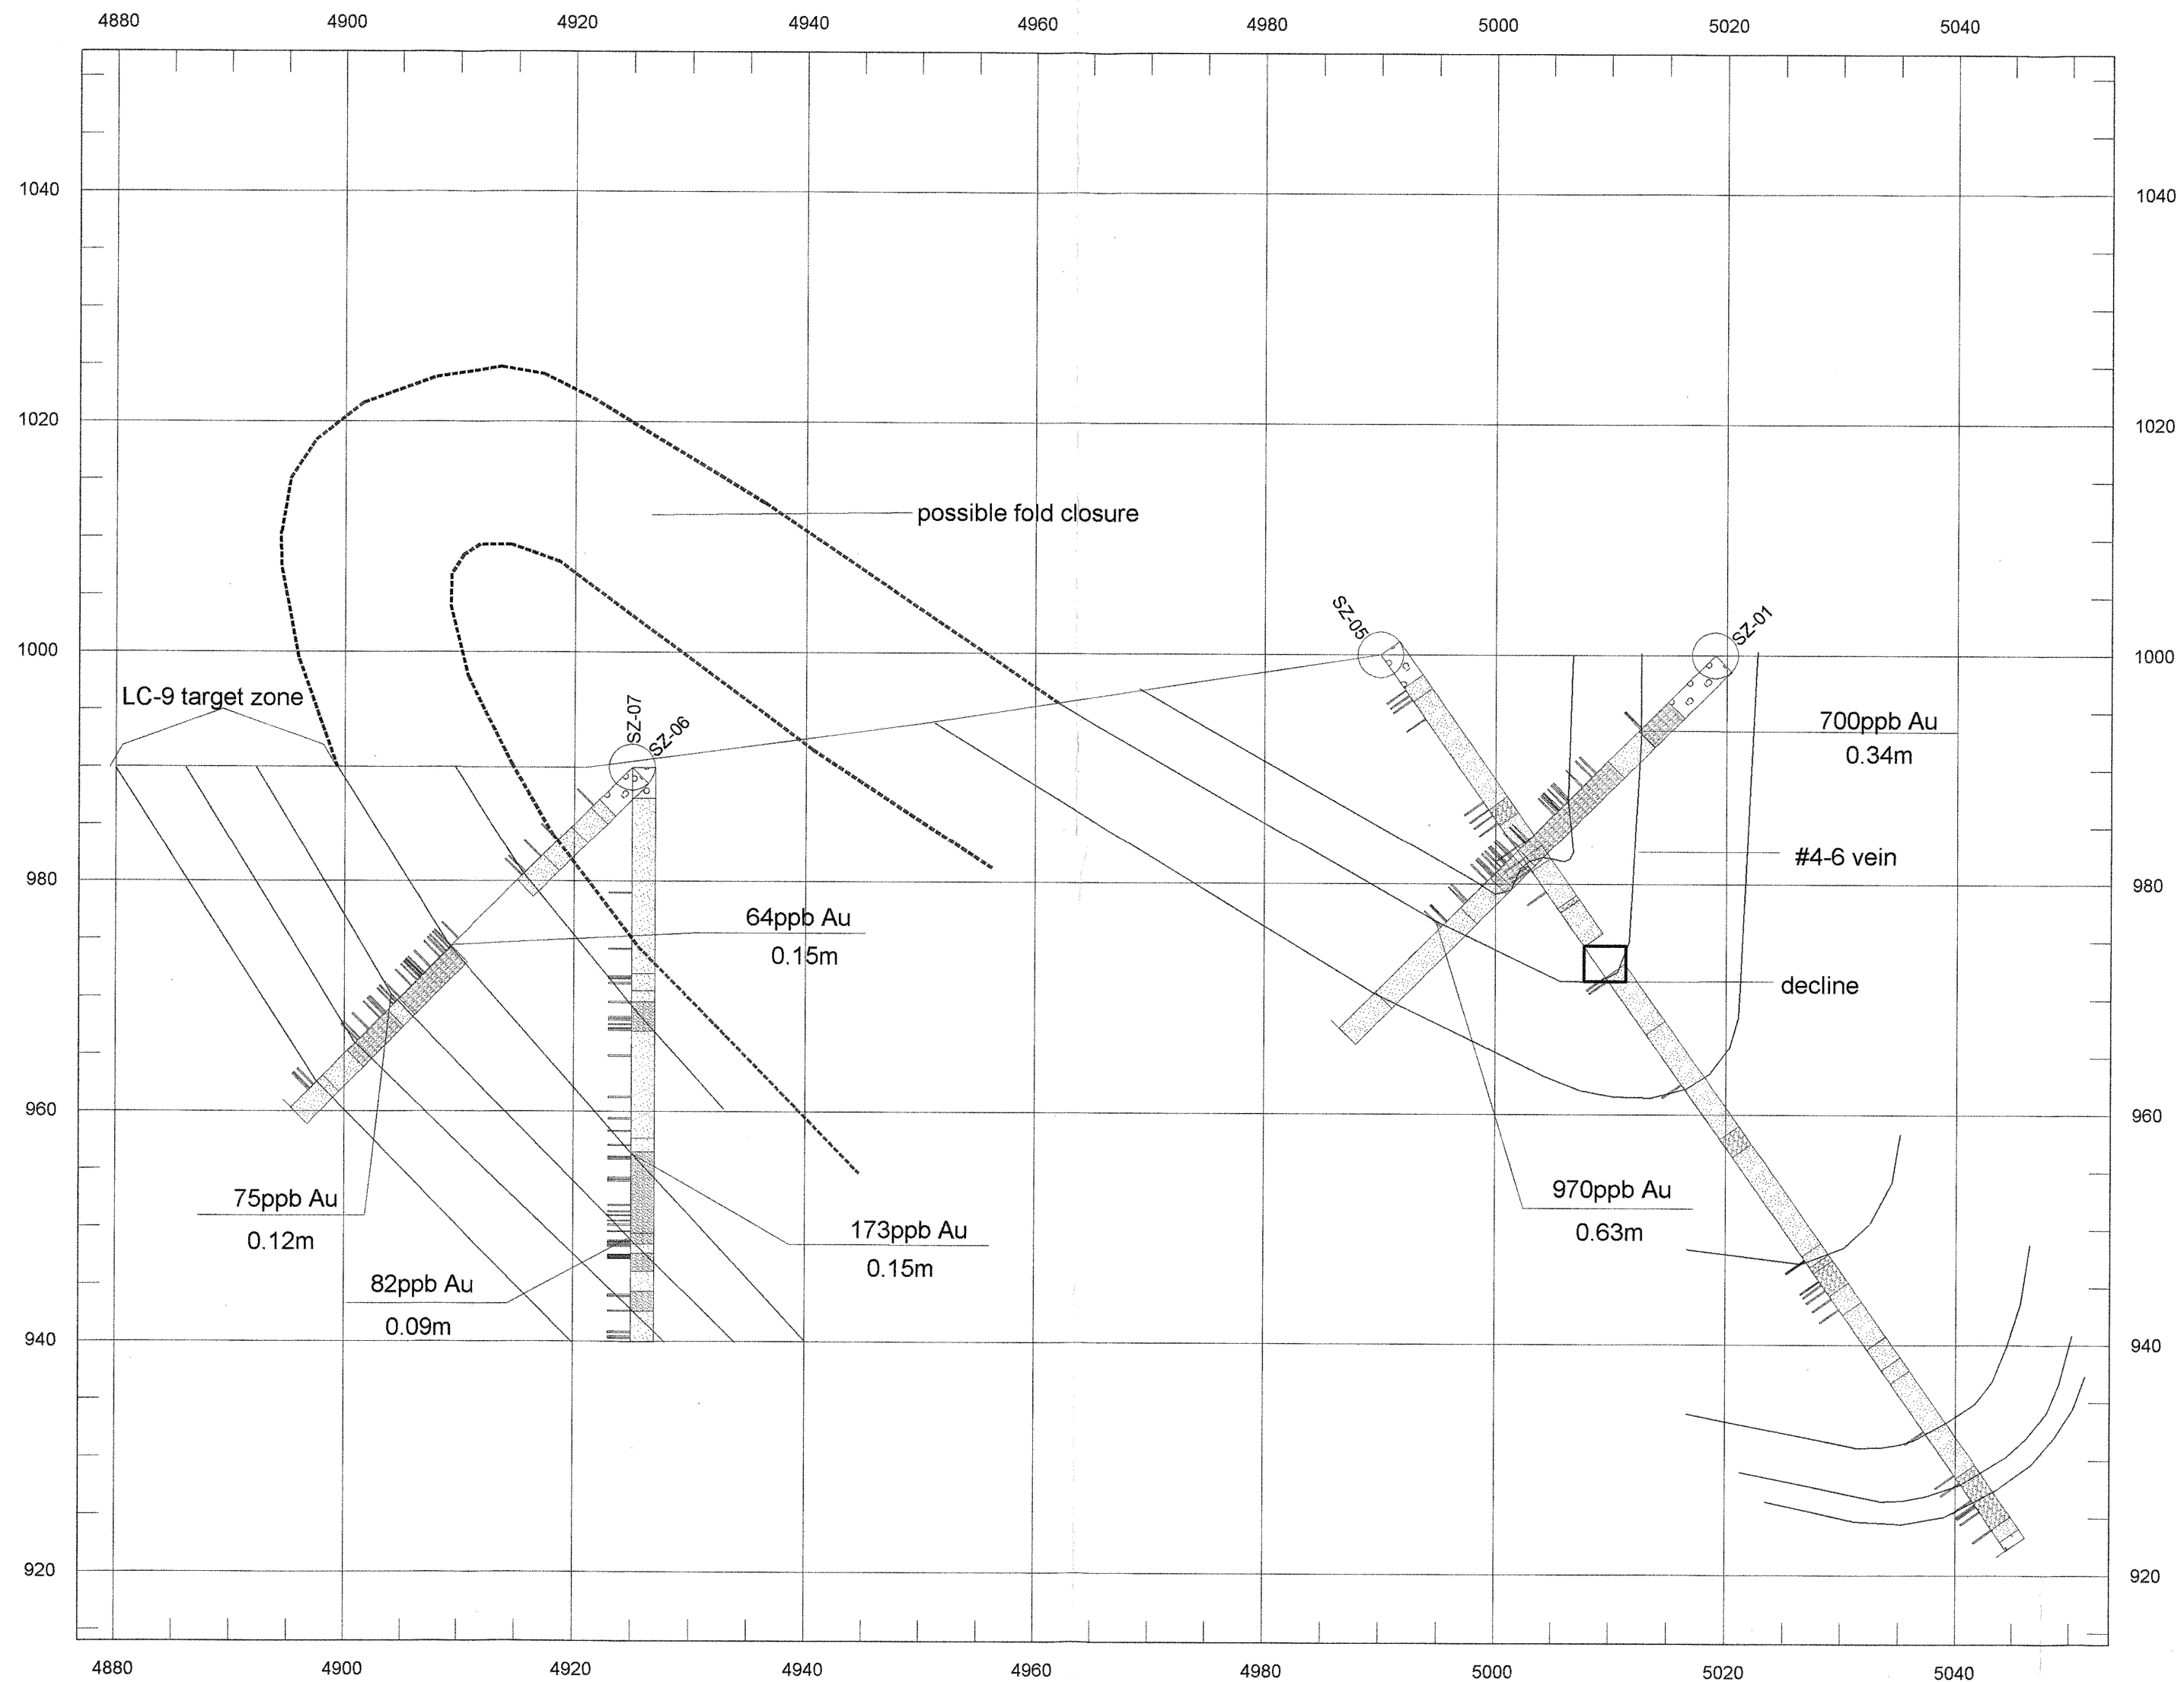 4880 4900 4920 4940 4960 4980 5000 5020 5040
1040 1040
1020 1020
possible fold closure
SZ-05
SZ-01
1000 1000
LC-9 target zone
SZ-07
SZ-06
700ppb Au
0.34m
#4-6 vein
980 980
64ppb Au
0.15m
decline
960 960
75ppb Au
0.12m
970ppb Au
0.63m
173ppb Au
0.15m
82ppb Au
0.09m
940 940
920 920
4880 4900 4920 4940 4960 4980 5000 5020 5040